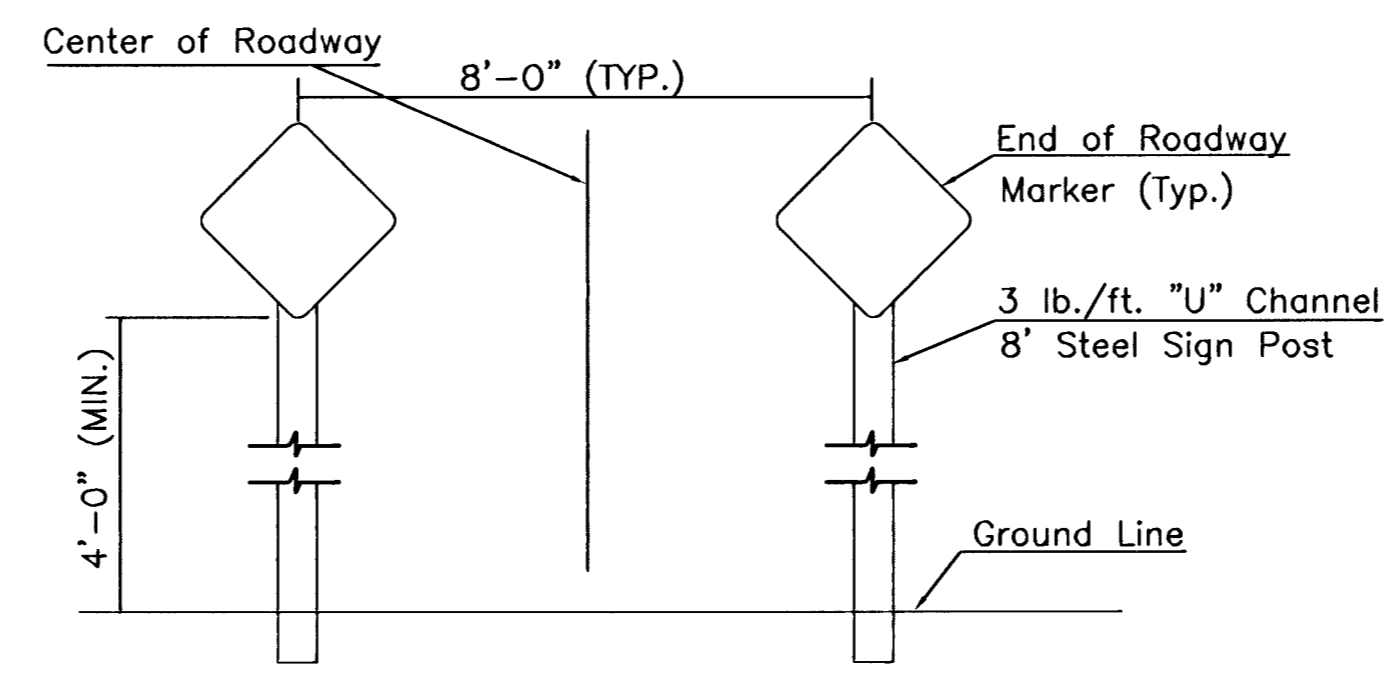 Center of Roadway
8'-0" (TYP.)
End of Roadway
Marker (Typ.)
3 lb./ft. "U" Channel
8' Steel Sign Post
4'-0" (MIN.)
Ground Line